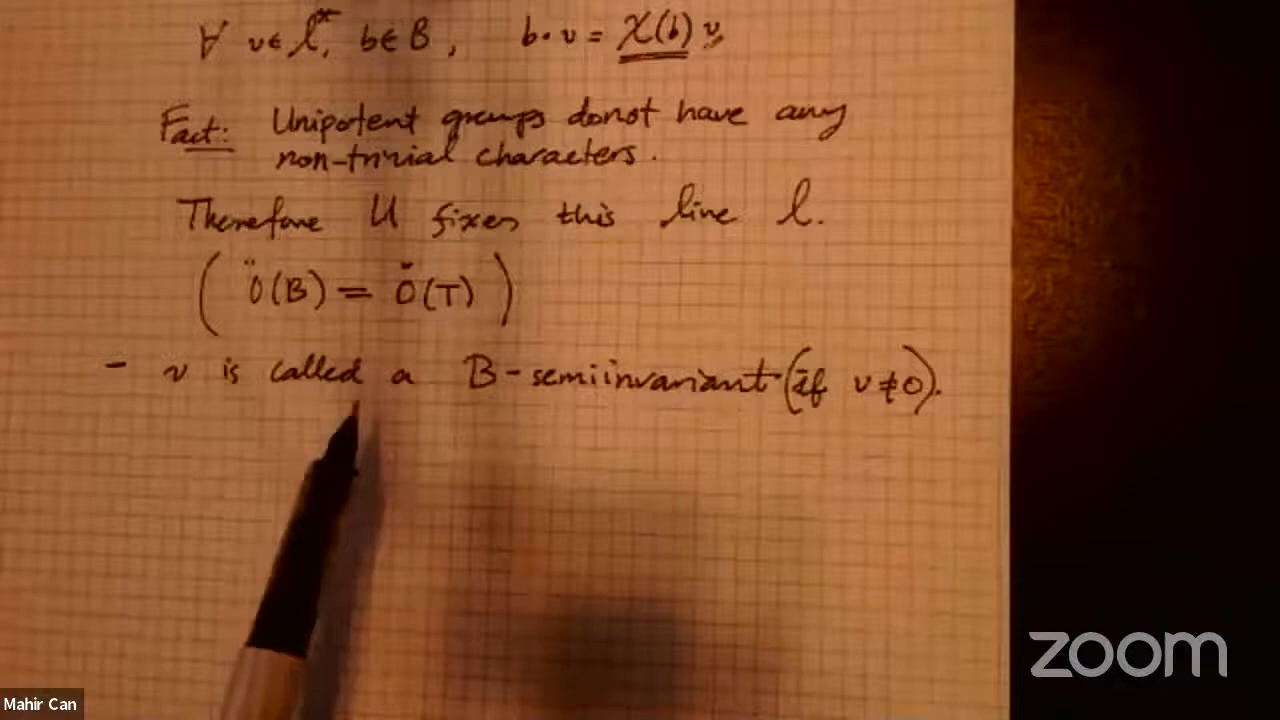 ∀ v∈ l*, b∈B, b·v = χ(b) v
Fact: Unipotent groups donot have any
non-trivial characters.
Therefore U fixes this line l.
( Ö(B) = Ö(T) )
- v is called a B-semiinvariant (if v≠0).
zoom
Mahir Can